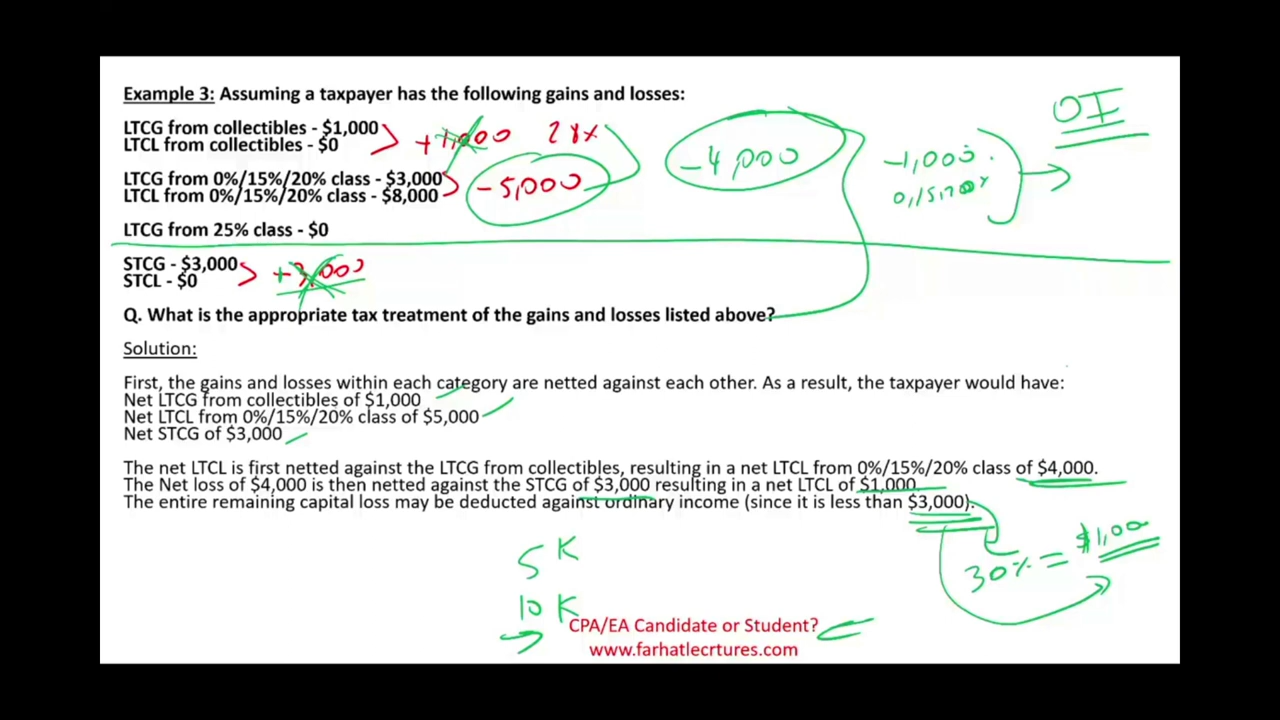 Example 3: Assuming a taxpayer has the following gains and losses:
OI
LTCG from collectibles - $1,000
LTCL from collectibles - $0
+1,000 28%
-4,000
-1,000
0,15,20%
LTCG from 0%/15%/20% class - $3,000
LTCL from 0%/15%/20% class - $8,000
-5,000
LTCG from 25% class - $0
STCG - $3,000
STCL - $0
+3,000
Q. What is the appropriate tax treatment of the gains and losses listed above?
Solution:
First, the gains and losses within each category are netted against each other. As a result, the taxpayer would have:
Net LTCG from collectibles of $1,000
Net LTCL from 0%/15%/20% class of $5,000
Net STCG of $3,000
The net LTCL is first netted against the LTCG from collectibles, resulting in a net LTCL from 0%/15%/20% class of $4,000.
The Net loss of $4,000 is then netted against the STCG of $3,000 resulting in a net LTCL of $1,000.
The entire remaining capital loss may be deducted against ordinary income (since it is less than $3,000).
5 K
30% =
10 K
CPA/EA Candidate or Student?
www.farhatlecrtures.com